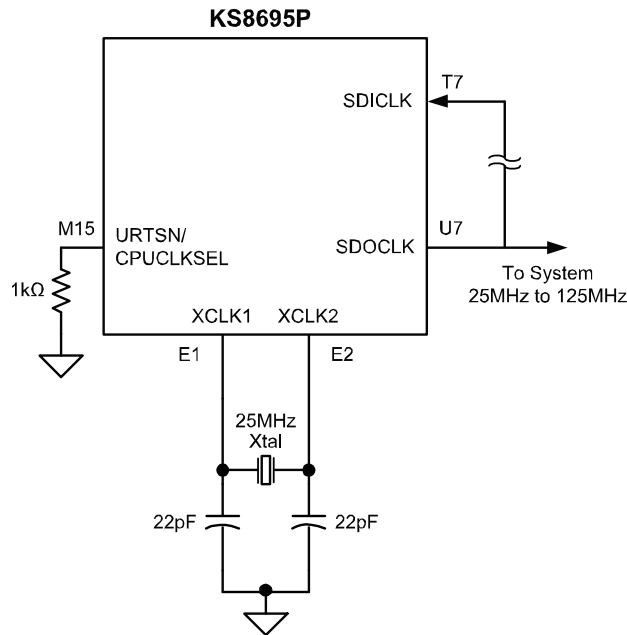 KS8695P
T7
SDICLK
M15
URTSN/
CPUCLKSEL
U7
SDOCLK
1kΩ
To System
25MHz to 125MHz
XCLK1 XCLK2
E1 E2
25MHz
Xtal
22pF 22pF